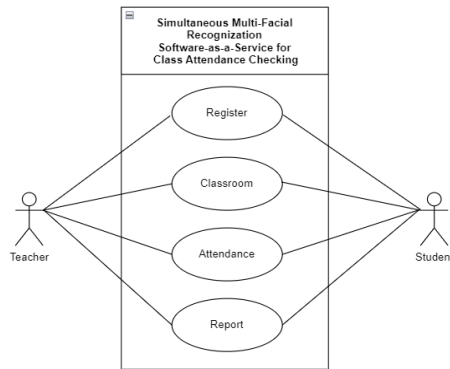 Simultaneous Multi-Facial
Recognization
Software-as-a-Service for
Class Attendance Checking
Register
Classroom
Attendance
Report
Teacher
Studen